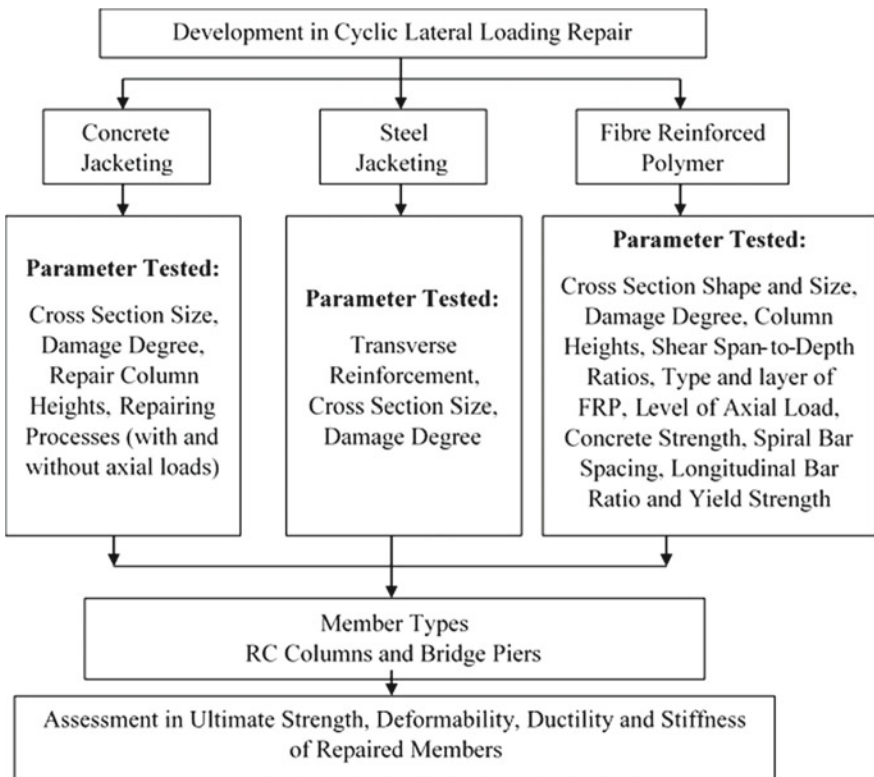 Development in Cyclic Lateral Loading Repair
Concrete
Jacketing
Steel
Jacketing
Fibre Reinforced
Polymer
Parameter Tested:
Cross Section Size,
Damage Degree,
Repair Column
Heights, Repairing
Processes (with and
without axial loads)
Parameter Tested:
Transverse
Reinforcement,
Cross Section Size,
Damage Degree
Parameter Tested:
Cross Section Shape and Size,
Damage Degree, Column
Heights, Shear Span-to-Depth
Ratios, Type and layer of
FRP, Level of Axial Load,
Concrete Strength, Spiral Bar
Spacing, Longitudinal Bar
Ratio and Yield Strength
Member Types
RC Columns and Bridge Piers
Assessment in Ultimate Strength, Deformability, Ductility and Stiffness
of Repaired Members